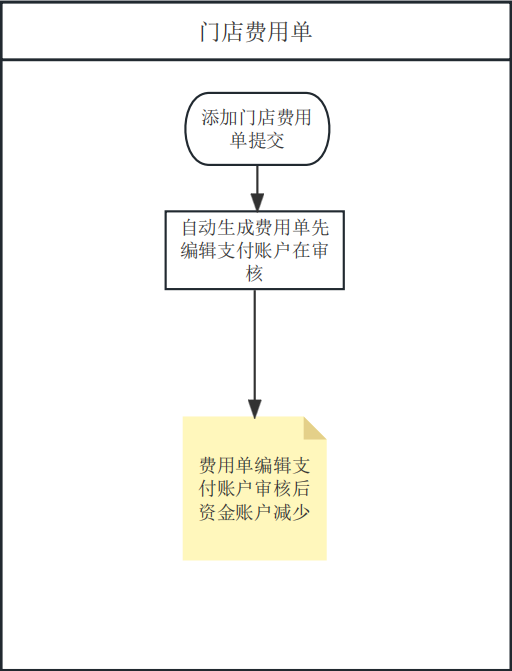 门店费用单
添加门店费用
单提交
自动生成费用单先
编辑支付账户在审
核
费用单编辑支
付账户审核后
资金账户减少